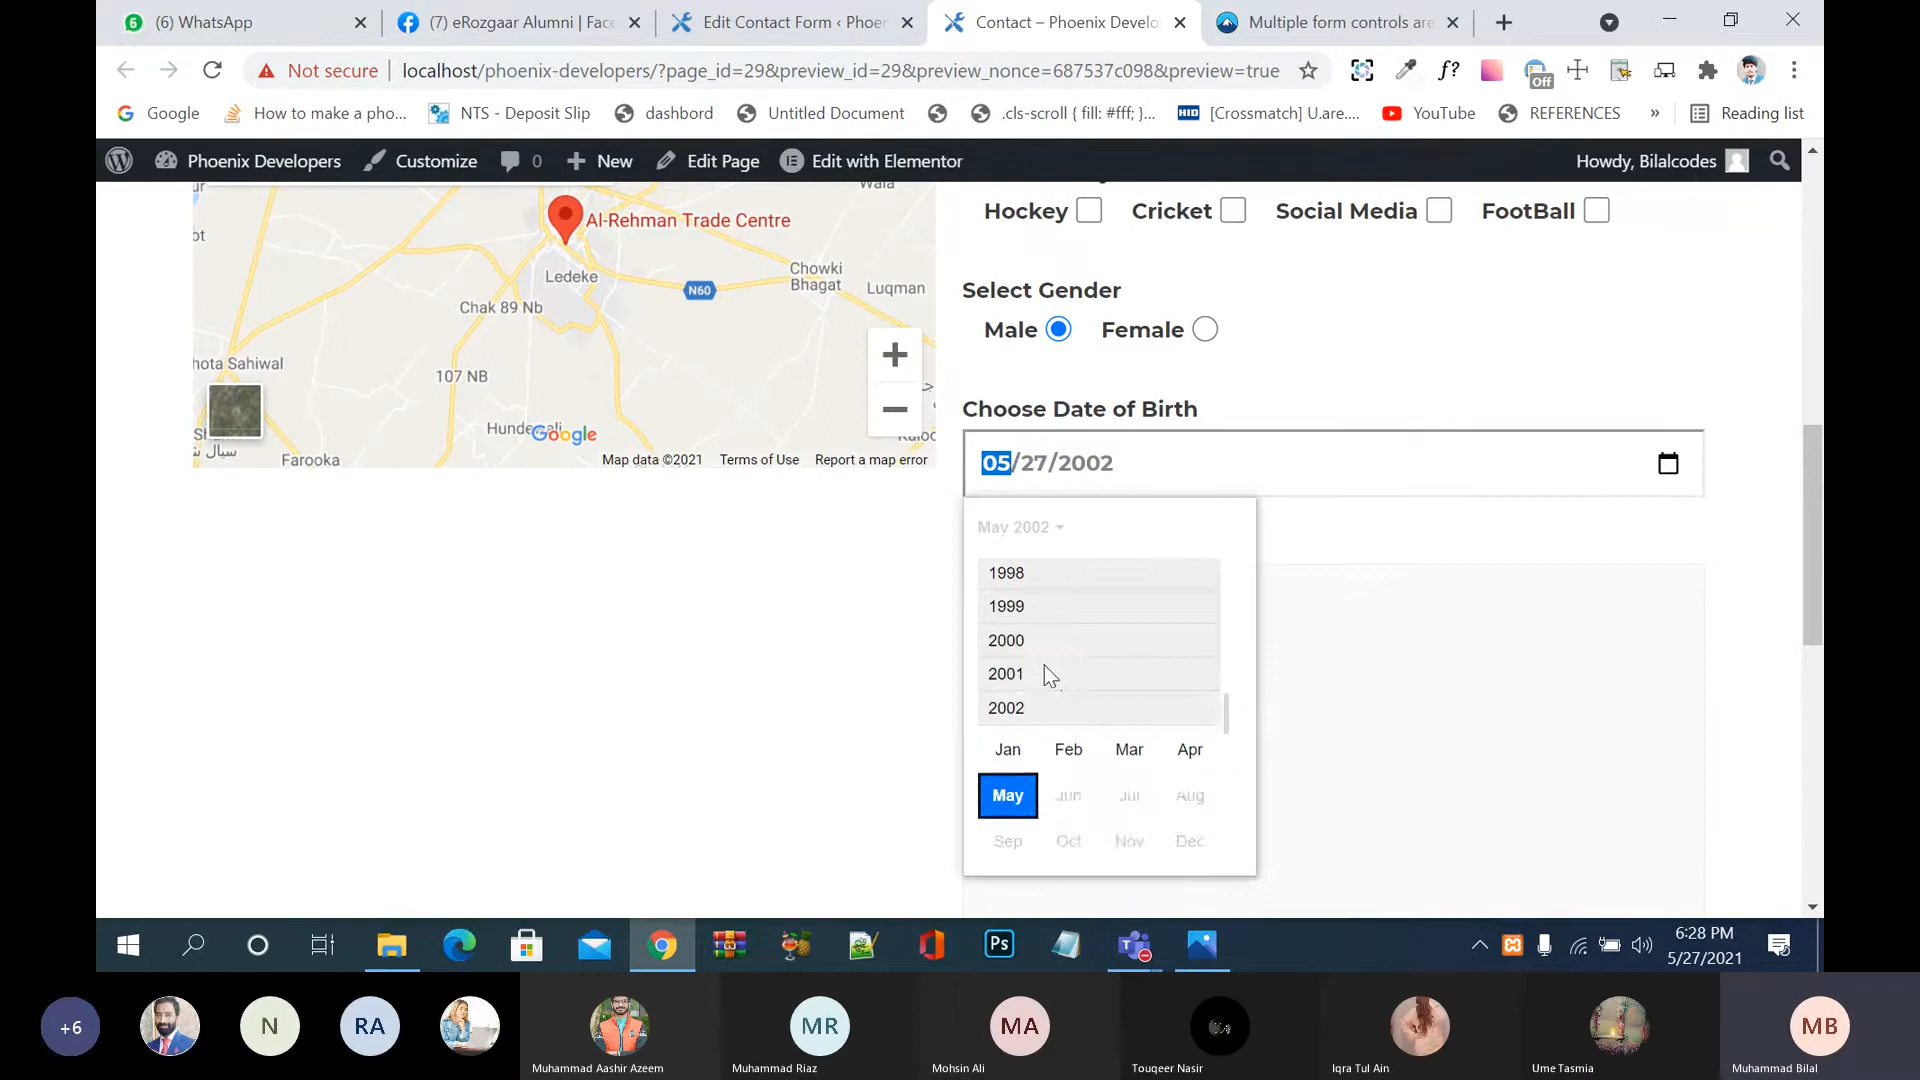 6 (6) WhatsApp
(7) eRozgaar Alumni | Fac
Edit Contact Form ‹ Phoe
Contact – Phoenix Develo
Multiple form controls are
Not secure
localhost/phoenix-developers/?page_id=29&preview_id=29&preview_nonce=687537c098&preview=true
f?
Off
Google
How to make a pho...
NTS - Deposit Slip
dashbord
Untitled Document
.cls-scroll { fill: #fff; }...
HID [Crossmatch] U.are....
YouTube
REFERENCES
»
Reading list
Phoenix Developers
Customize
0
New
Edit Page
Edit with Elementor
Howdy, Bilalcodes
Wala
Al-Rehman Trade Centre
Ledeke
Chowki
Bhagat
N60
Luqman
Chak 89 Nb
hota Sahiwal
107 NB
Google
Farooka
Map data ©2021 Terms of Use Report a map error
Hockey Cricket Social Media FootBall
Select Gender
Male Female
Choose Date of Birth
05/27/2002
May 2002
1998
1999
2000
2001
2002
Jan Feb Mar Apr
May Jun Jul Aug
Sep Oct Nov Dec
Ps
6:28 PM
5/27/2021
+6
N
RA
MR
MA
MB
Muhammad Aashir Azeem
Muhammad Riaz
Mohsin Ali
Touqeer Nasir
Iqra Tul Ain
Ume Tasmia
Muhammad Bilal